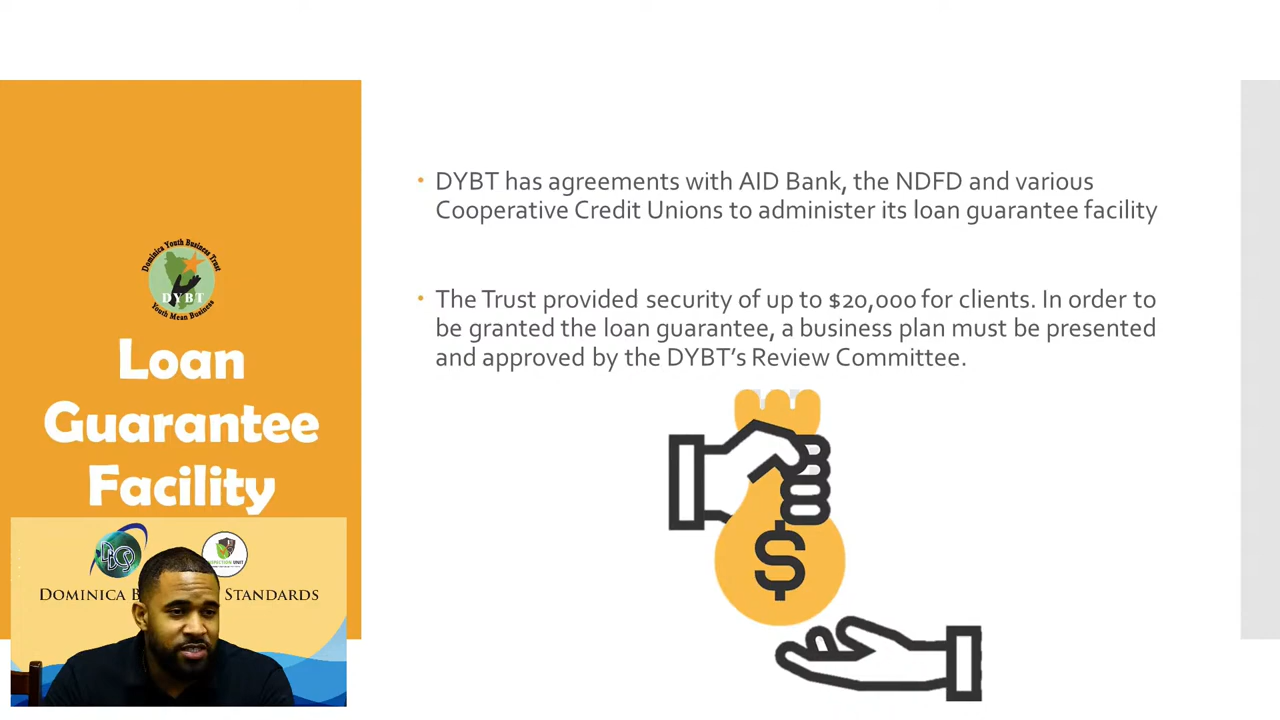 DYBT has agreements with AID Bank, the NDFD and various
Cooperative Credit Unions to administer its loan guarantee facility
The Trust provided security of up to $20,000 for clients. In order to
be granted the loan guarantee, a business plan must be presented
and approved by the DYBT’s Review Committee.
Dominica Youth Business Trust
DYBT
Youth Mean Business
Loan
Guarantee
Facility
DOMINICA B STANDARDS
$